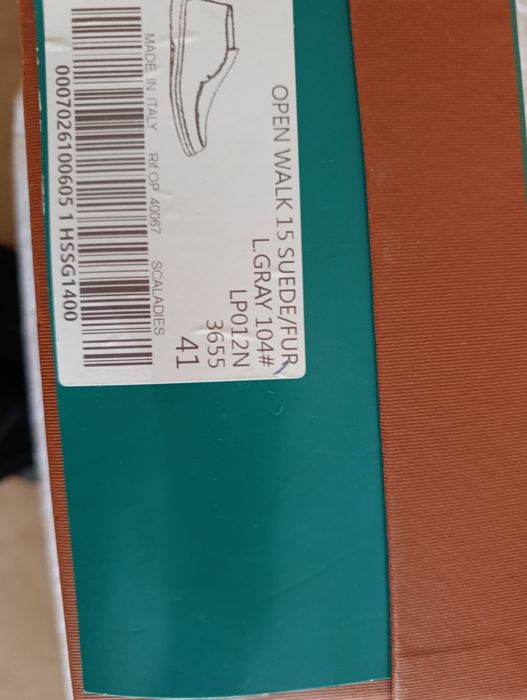 OPEN WALK 15 SUEDE/FUR
L.GRAY 104#
LP012N
3655
41
MADE IN ITALY Rif.OP 40067 SCALADIES
0007026100605 1 HSSG1400